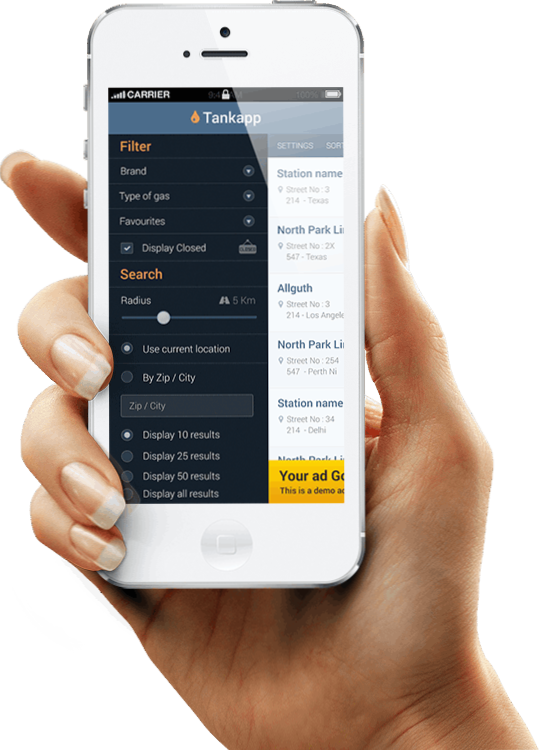 CARRIER 9:4 100%
Tankapp
Filter
Brand
Type of gas
Favourites
Display Closed
Search
Radius 5 Km
Use current location
By Zip / City
Zip / City
Display 10 results
Display 25 results
Display 50 results
Display all results
SETTINGS SOR
Station name
Street No : 3
214 - Texas
North Park Li
Street No : 2X
547 - Texas
Allguth
Street No : 3
214 - Los Angele
North Park Li
Street No : 254
547 - Perth Ni
Station name
Street No : 34
214 - Delhi
North Park Li
Your ad Go
This is a demo ad